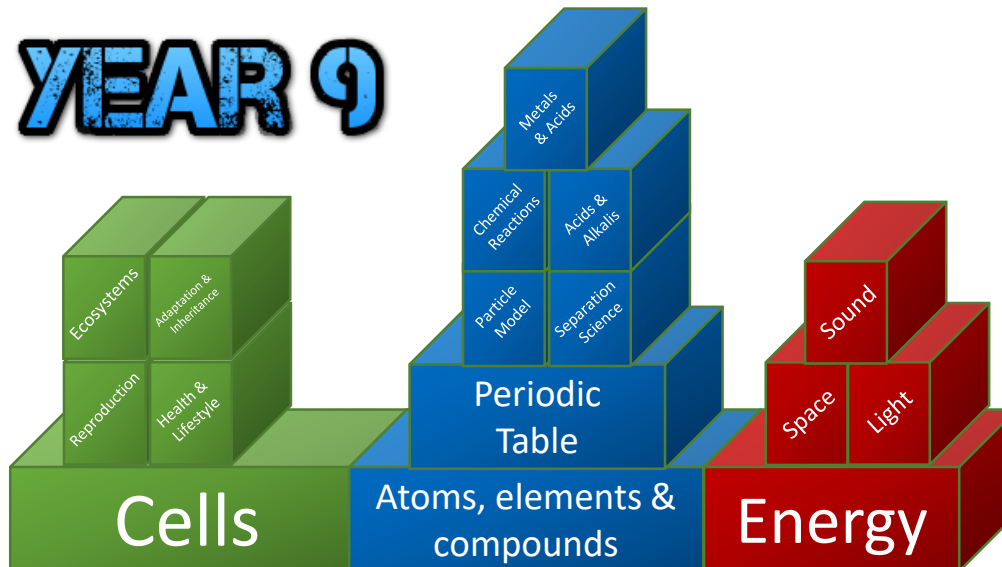 YEAR 9
Ecosystems
Adaptation &
Inheritance
Reproduction
Health &
Lifestyle
Cells
Metals
& Acids
Chemical
Reactions
Acids &
Alkalis
Particle
Model
Separation
Science
Periodic
Table
Atoms, elements &
compounds
Sound
Space
Light
Energy